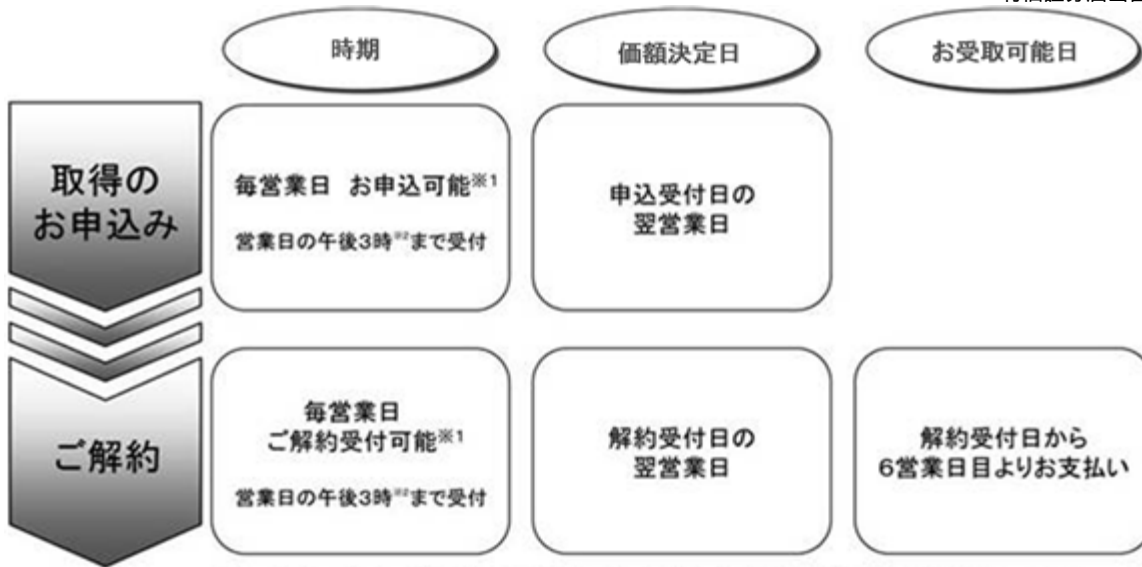 時期
価額決定日
お受取可能日
取得の
お申込み
毎営業日 お申込可能※1
営業日の午後3時※2まで受付
申込受付日の
翌営業日
ご解約
毎営業日
ご解約受付可能※1
営業日の午後3時※2まで受付
解約受付日の
翌営業日
解約受付日から
6営業日目よりお支払い